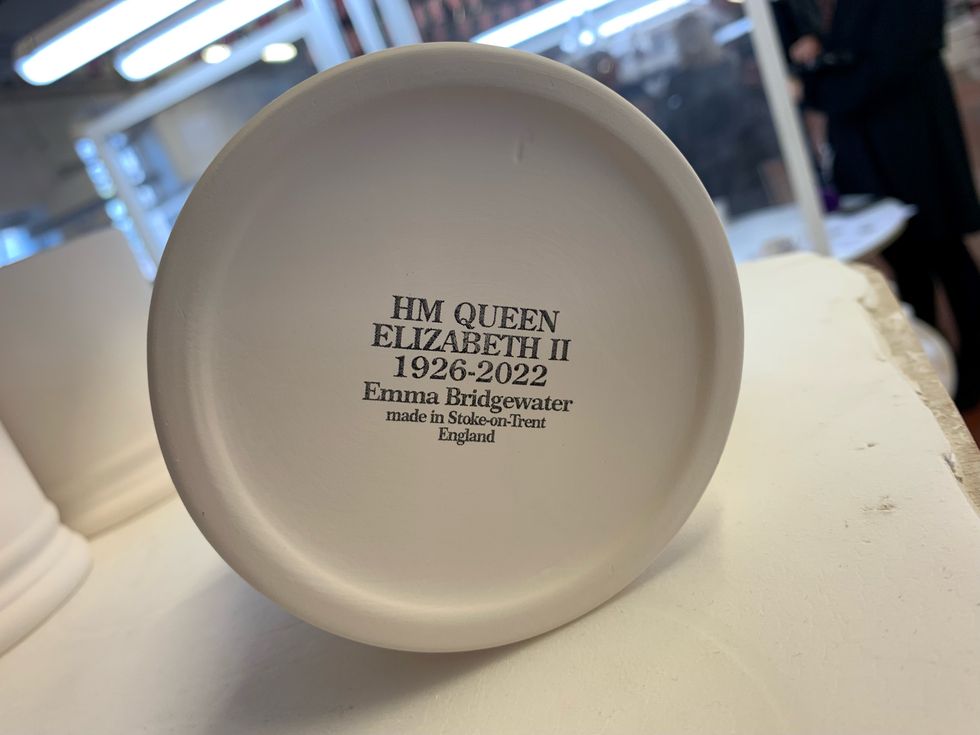 HM QUEEN
ELIZABETH II
1926-2022
Emma Bridgewater
made in Stoke-on-Trent
England